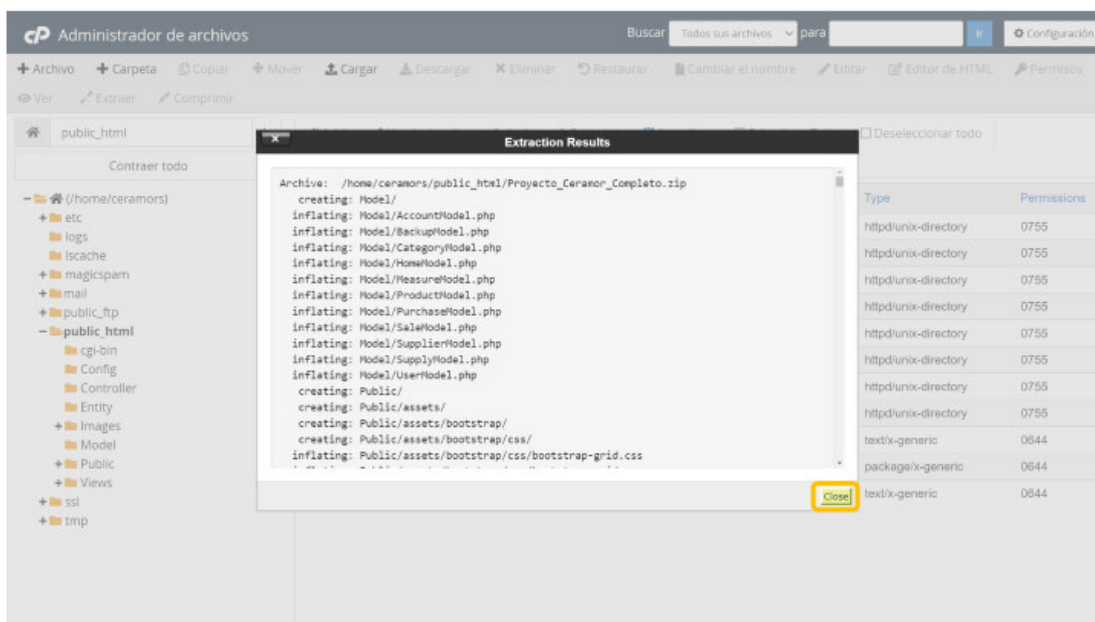 cP Administrador de archivos
Buscar Todos sus archivos para Ir Configuración
Archivo Carpeta Copiar Mover Cargar Descargar Eliminar Restaurar Cambiar el nombre Editar Editor de HTML Permisos
Ver Extraer Comprimir
public_html
Deseleccionar todo
Contraer todo
x Extraction Results
Archive: /home/ceramors/public_html/Proyecto_Ceramor_Completo.zip
creating: Model/
inflating: Model/AccountModel.php
inflating: Model/BackupModel.php
inflating: Model/CategoryModel.php
inflating: Model/HomeModel.php
inflating: Model/MeasureModel.php
inflating: Model/ProductModel.php
inflating: Model/PurchaseModel.php
inflating: Model/SaleModel.php
inflating: Model/SupplierModel.php
inflating: Model/SupplyModel.php
inflating: Model/UserModel.php
creating: Public/
creating: Public/assets/
creating: Public/assets/bootstrap/
creating: Public/assets/bootstrap/css/
inflating: Public/assets/bootstrap/css/bootstrap-grid.css
Close
(/home/ceramors)
etc
logs
lscache
magicspam
mail
public_ftp
public_html
cgi-bin
Config
Controller
Entity
Images
Model
Public
Views
ssl
tmp
Type Permissions
httpd/unix-directory 0755
httpd/unix-directory 0755
httpd/unix-directory 0755
httpd/unix-directory 0755
httpd/unix-directory 0755
httpd/unix-directory 0755
httpd/unix-directory 0755
httpd/unix-directory 0755
text/x-generic 0644
package/x-generic 0644
text/x-generic 0644